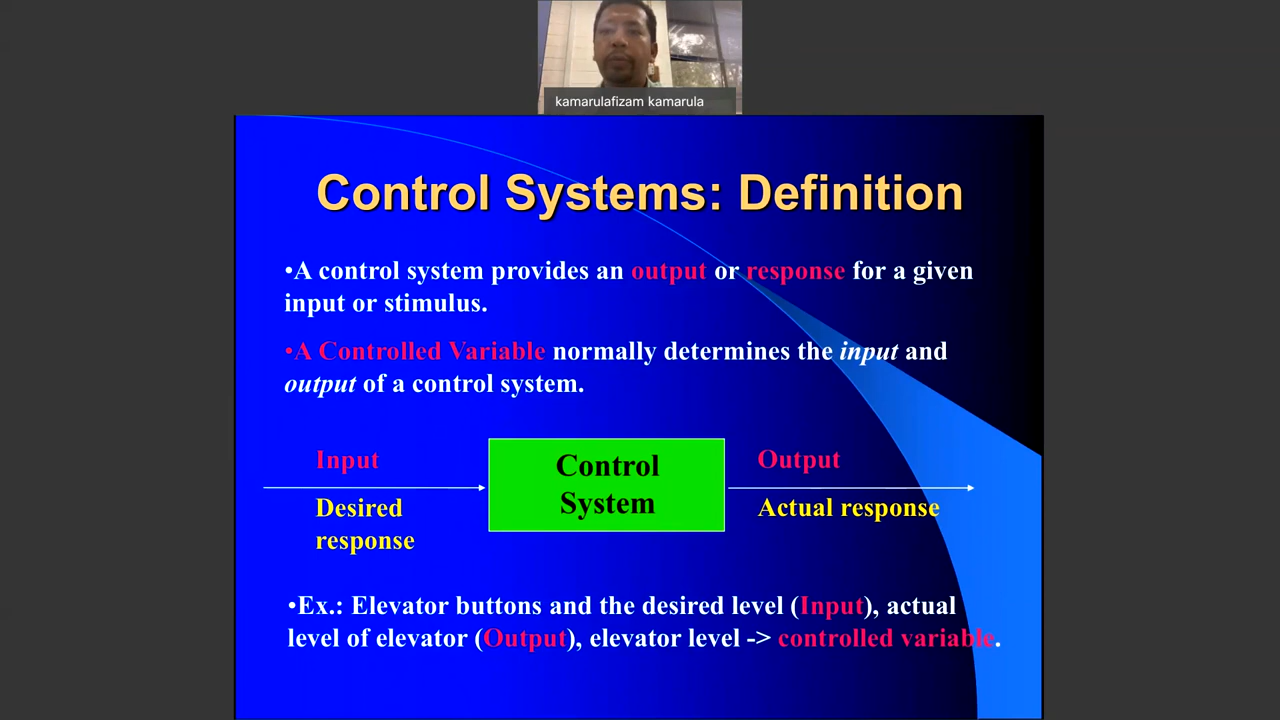 kamarulafizam kamarula
Control Systems: Definition
•A control system provides an output or response for a given
input or stimulus.
•A Controlled Variable normally determines the input and
output of a control system.
Input
Desired
response
Control
System
Output
Actual response
•Ex.: Elevator buttons and the desired level (Input), actual
level of elevator (Output), elevator level -> controlled variable.